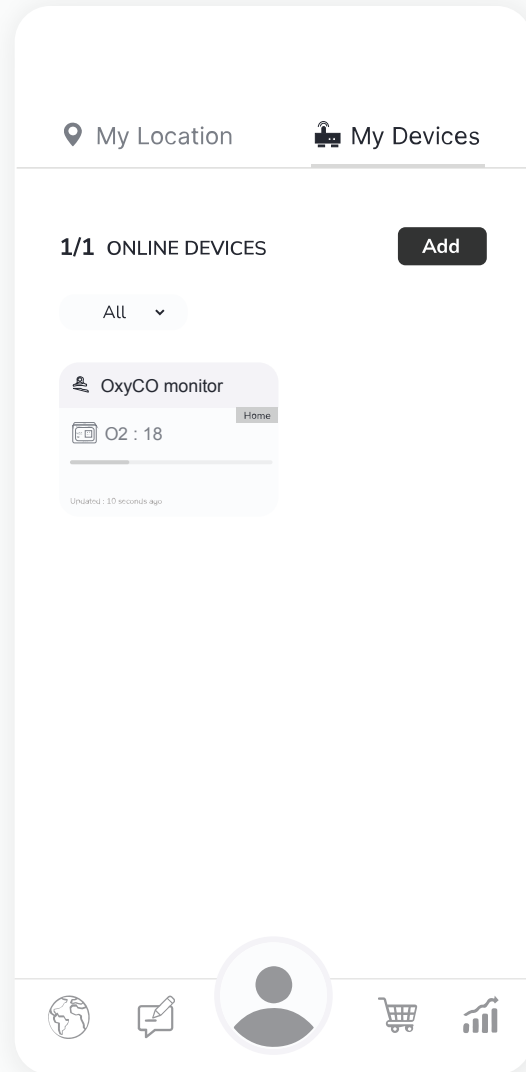 My Location
My Devices
1/1 ONLINE DEVICES
Add
All
OxyCO monitor
Home
O2 : 18
Updated : 10 seconds ago